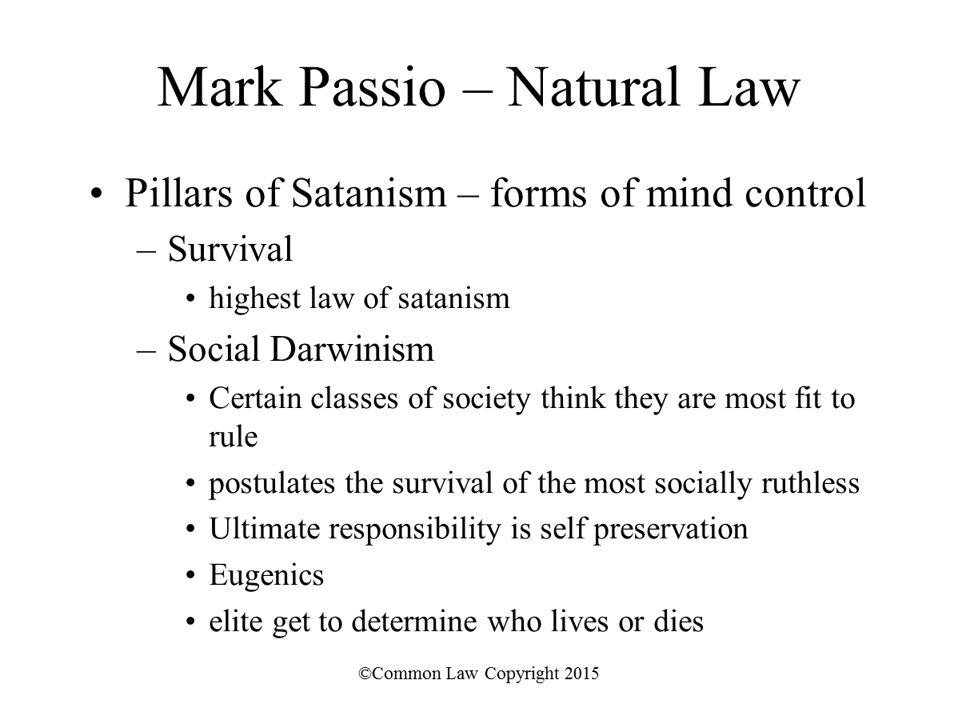 Mark Passio – Natural Law
• Pillars of Satanism – forms of mind control
– Survival
• highest law of satanism
– Social Darwinism
• Certain classes of society think they are most fit to
rule
• postulates the survival of the most socially ruthless
• Ultimate responsibility is self preservation
• Eugenics
• elite get to determine who lives or dies
©Common Law Copyright 2015